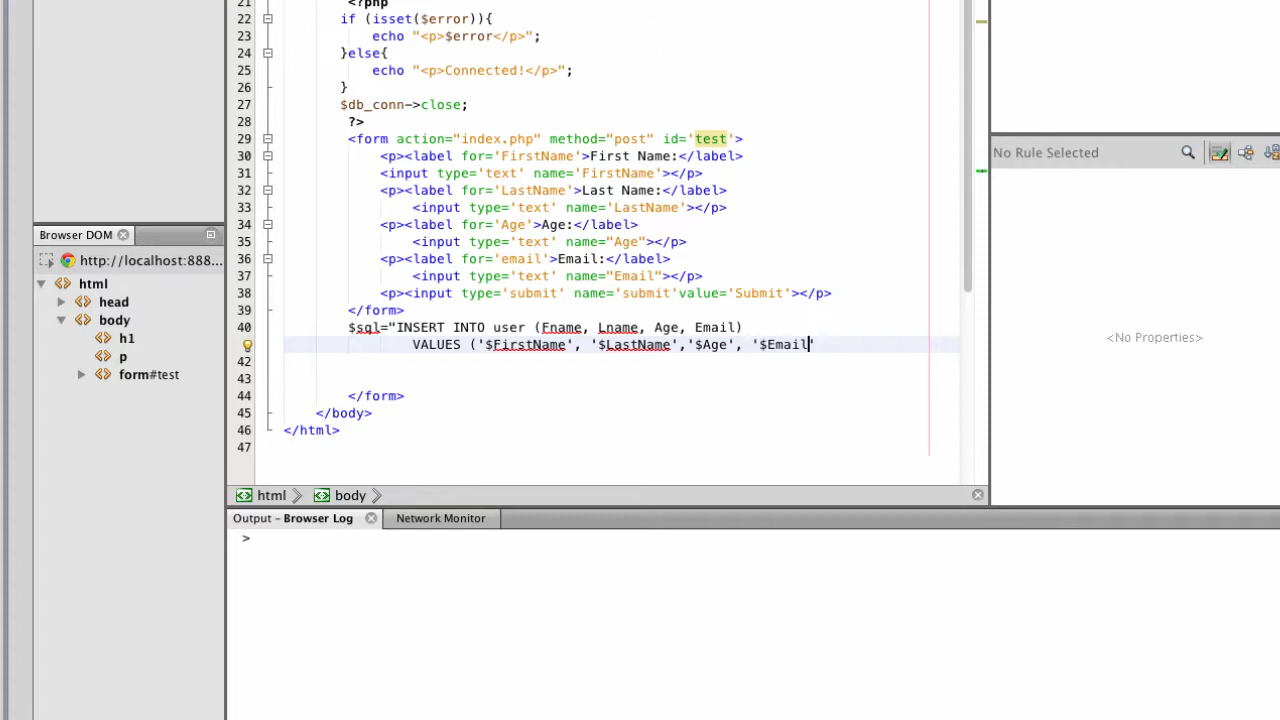 21 <?php
22 if (isset($error)){
23 echo "<p>$error</p>";
24 }else{
25 echo "<p>Connected!</p>";
26 }
27 $db_conn->close;
28 ?>
29 <form action="index.php" method="post" id='test'>
30 <p><label for='FirstName'>First Name:</label>
31 <input type='text' name='FirstName'></p>
32 <p><label for='LastName'>Last Name:</label>
33 <input type='text' name='LastName'></p>
34 <p><label for='Age'>Age:</label>
35 <input type='text' name="Age"></p>
36 <p><label for='email'>Email:</label>
37 <input type='text' name="Email"></p>
38 <p><input type='submit' name='submit'value='Submit'></p>
39 </form>
40 $sql="INSERT INTO user (Fname, Lname, Age, Email)
VALUES ('$FirstName', '$LastName','$Age', '$Email'
42
43
44 </form>
45 </body>
46 </html>
47
html body
Browser DOM
http://localhost:888...
html
head
body
h1
p
form#test
No Rule Selected
<No Properties>
Output – Browser Log Network Monitor
>